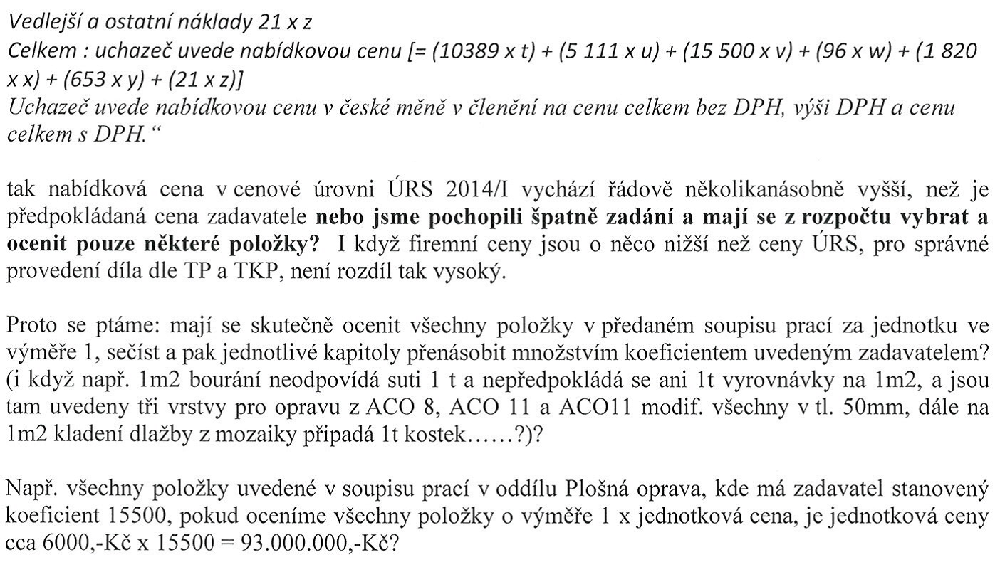 Vedlejší a ostatní náklady 21 x z
Celkem : uchazeč uvede nabídkovou cenu [= (10389 x t) + (5 111 x u) + (15 500 x v) + (96 x w) + (1 820
x x) + (653 x y) + (21 x z)]
Uchazeč uvede nabídkovou cenu v české měně v členění na cenu celkem bez DPH, výši DPH a cenu
celkem s DPH.“
tak nabídková cena v cenové úrovni ÚRS 2014/I vychází řádově několikanásobně vyšší, než je
předpokládaná cena zadavatele nebo jsme pochopili špatně zadání a mají se z rozpočtu vybrat a
ocenit pouze některé položky? I když firemní ceny jsou o něco nižší než ceny ÚRS, pro správné
provedení díla dle TP a TKP, není rozdíl tak vysoký.
Proto se ptáme: mají se skutečně ocenit všechny položky v předaném soupisu prací za jednotku ve
výměře 1, sečíst a pak jednotlivé kapitoly přenásobit množstvím koeficientem uvedeným zadavatelem?
(i když např. 1m2 bourání neodpovídá suti 1 t a nepředpokládá se ani 1t vyrovnávky na 1m2, a jsou
tam uvedeny tři vrstvy pro opravu z ACO 8, ACO 11 a ACO11 modif. všechny v tl. 50mm, dále na
1m2 kladení dlažby z mozaiky připadá 1t kostek……?)?
Např. všechny položky uvedené v soupisu prací v oddílu Plošná oprava, kde má zadavatel stanovený
koeficient 15500, pokud oceníme všechny položky o výměře 1 x jednotková cena, je jednotková ceny
cca 6000,-Kč x 15500 = 93.000.000,-Kč?